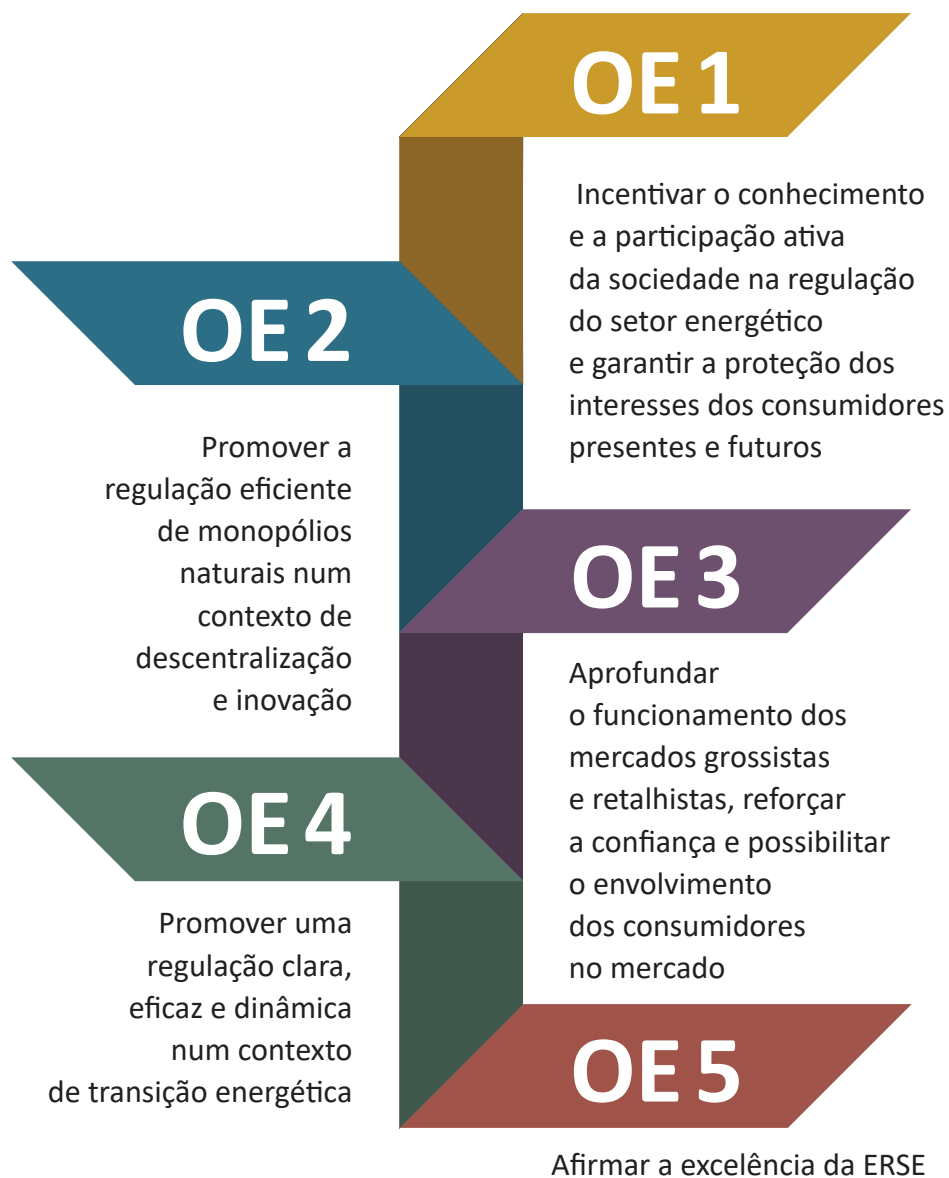 OE 1
Incentivar o conhecimento
e a participação ativa
da sociedade na regulação
do setor energético
e garantir a proteção dos
interesses dos consumidores
presentes e futuros
OE 2
Promover a
regulação eficiente
de monopólios
naturais num
contexto de
descentralização
e inovação
OE 3
Aprofundar
o funcionamento dos
mercados grossistas
e retalhistas, reforçar
a confiança e possibilitar
o envolvimento
dos consumidores
no mercado
OE 4
Promover uma
regulação clara,
eficaz e dinâmica
num contexto
de transição energética
OE 5
Afirmar a excelência da ERSE